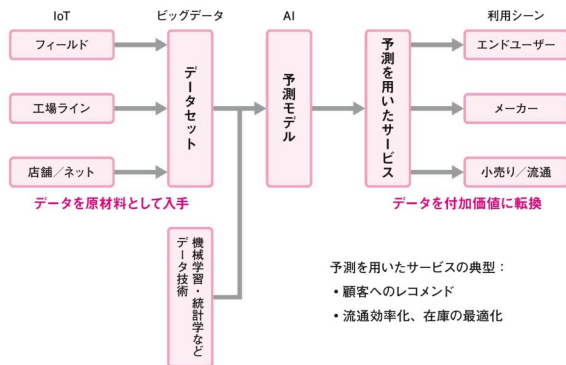 IoT
ビッグデータ
AI
利用シーン
フィールド
工場ライン
店舗／ネット
データセット
予測モデル
予測を用いたサービス
エンドユーザー
メーカー
小売り／流通
データを原材料として入手
データを付加価値に転換
機械学習・統計学など
データ技術
予測を用いたサービスの典型：
・顧客へのレコメンド
・流通効率化、在庫の最適化